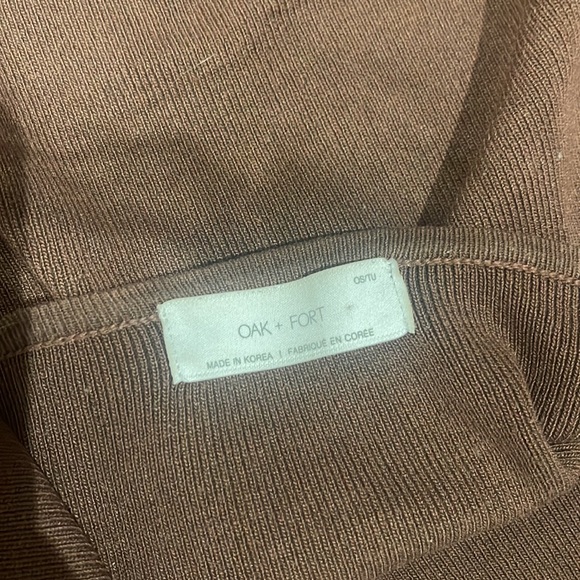 OS/TU
OAK + FORT
MADE IN KOREA | FABRIQUÉ EN CORÉE